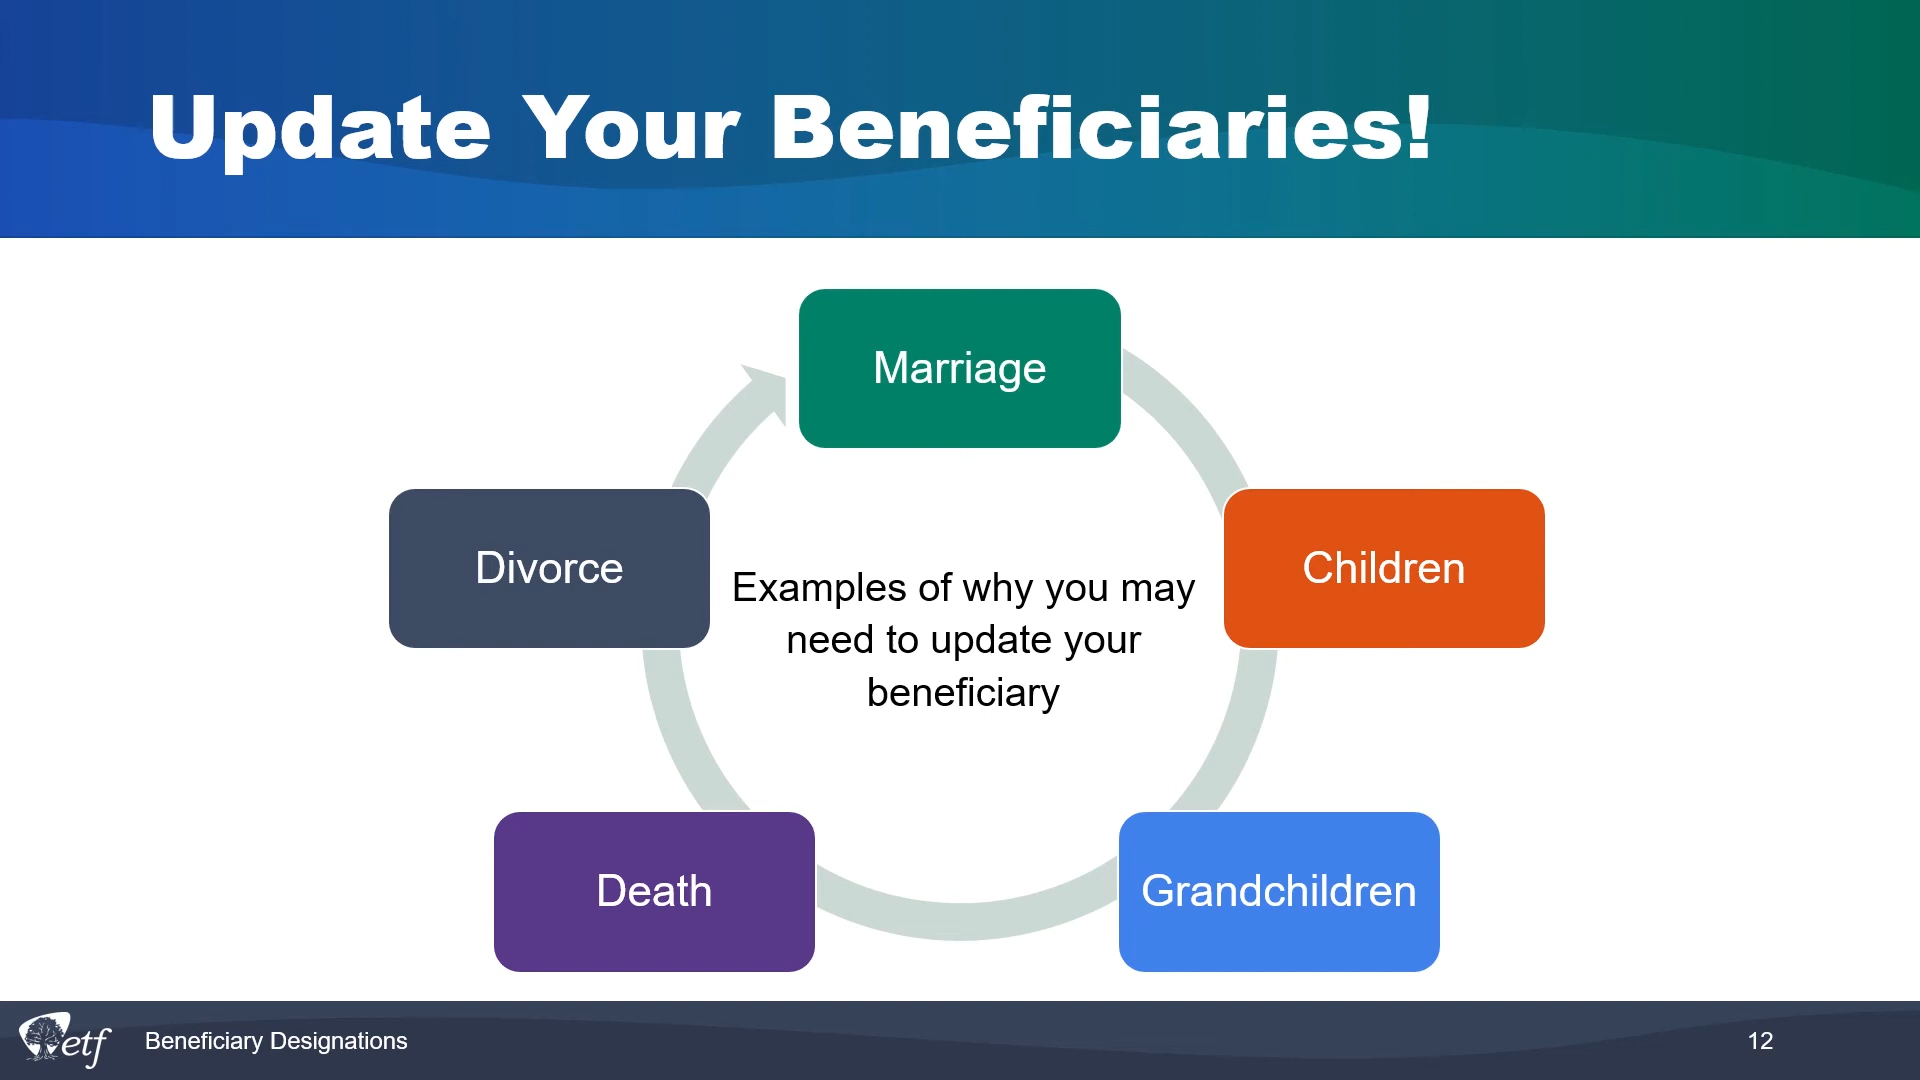 Update Your Beneficiaries!
Marriage
Children
Grandchildren
Death
Divorce
Examples of why you may
need to update your
beneficiary
etf
Beneficiary Designations
12